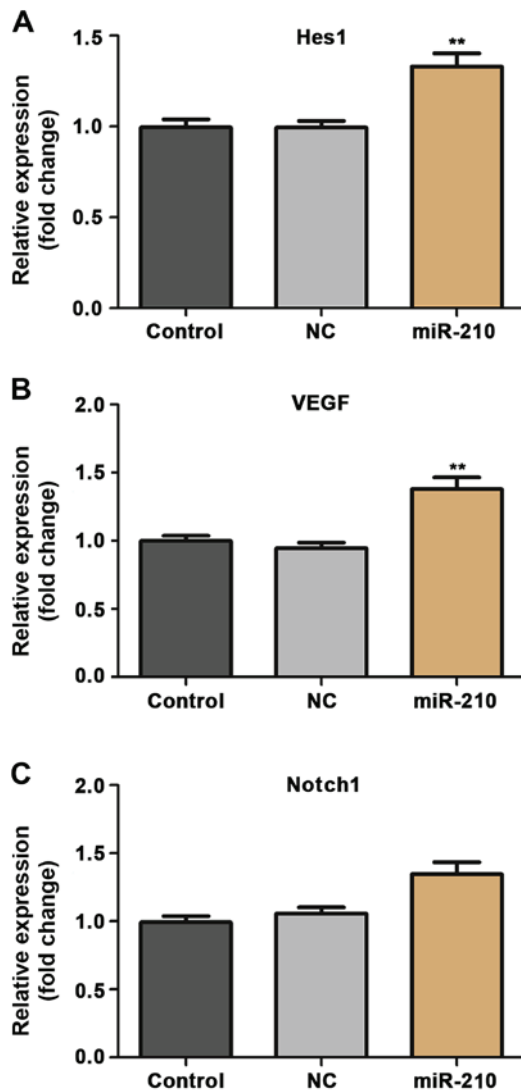 A
Hes1
Relative expression
(fold change)
1.5
1.0
0.5
0.0
**
Control NC miR-210
B
VEGF
Relative expression
(fold change)
2.0
1.5
1.0
0.5
0.0
**
Control NC miR-210
C
Notch1
Relative expression
(fold change)
2.0
1.5
1.0
0.5
0.0
Control NC miR-210